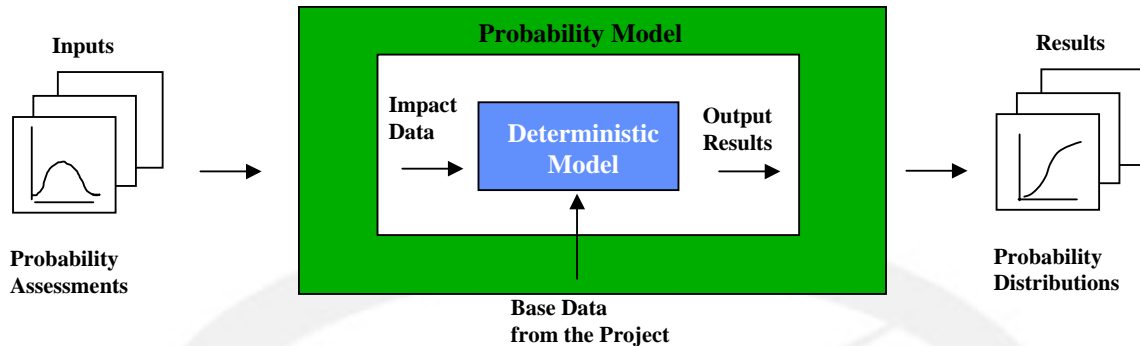 Probability Model
Inputs
Results
Impact
Data
Deterministic
Model
Output
Results
Probability
Assessments
Probability
Distributions
Base Data
from the Project